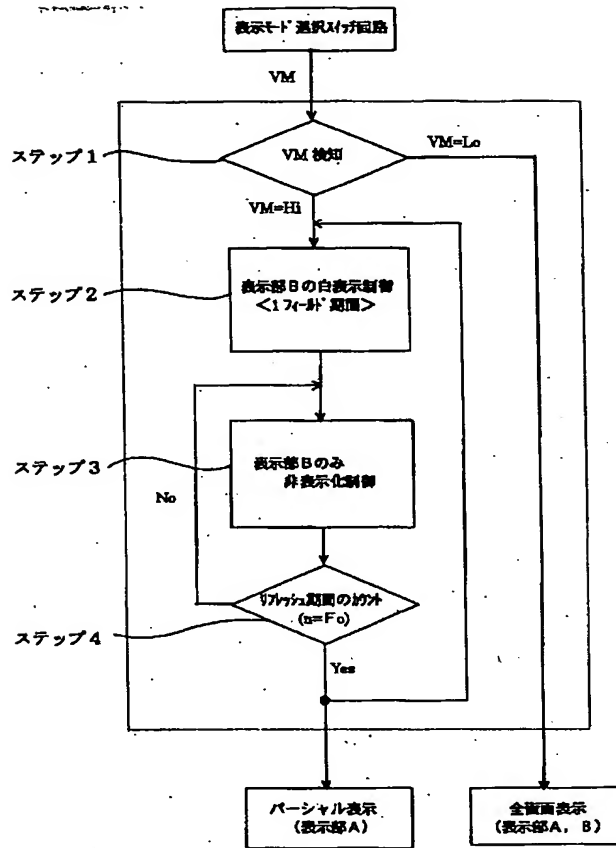 表示モード選択スイッチ回路
VM
ステップ1
VM 検知
VM=Lo
VM=Hi
ステップ2
表示部Bの白表示制御
<1フィールド期間>
ステップ3
表示部Bのみ
非表示化制御
No
リフレッシュ期間のカウント
(n=Fo)
ステップ4
Yes
パーシャル表示
(表示部A)
全画面表示
(表示部A, B)